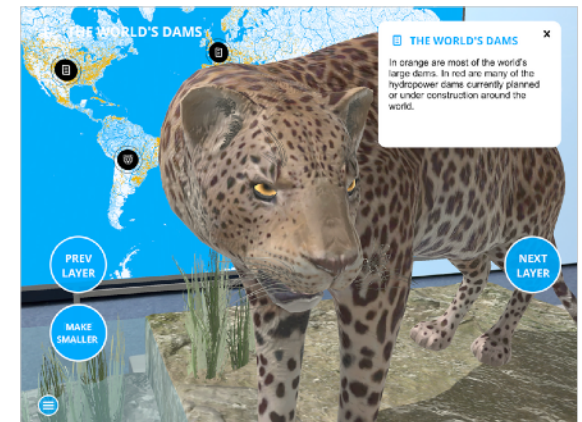 THE WORLD'S DAMS
THE WORLD'S DAMS
x
In orange are most of the world's
large dams. In red are many of the
hydropower dams currently planned
or under construction around the
world.
PREV
LAYER
NEXT
LAYER
MAKE
SMALLER